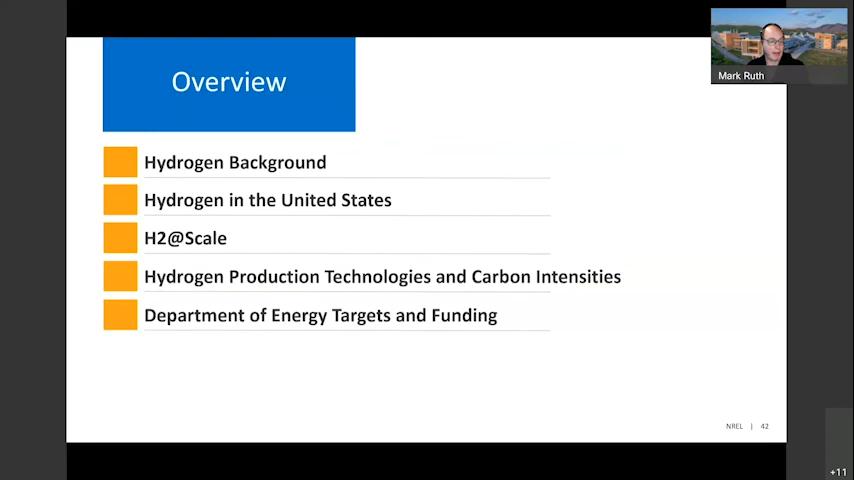 Overview
Hydrogen Background
Hydrogen in the United States
H2@Scale
Hydrogen Production Technologies and Carbon Intensities
Department of Energy Targets and Funding
NREL | 42
Mark Ruth
+11